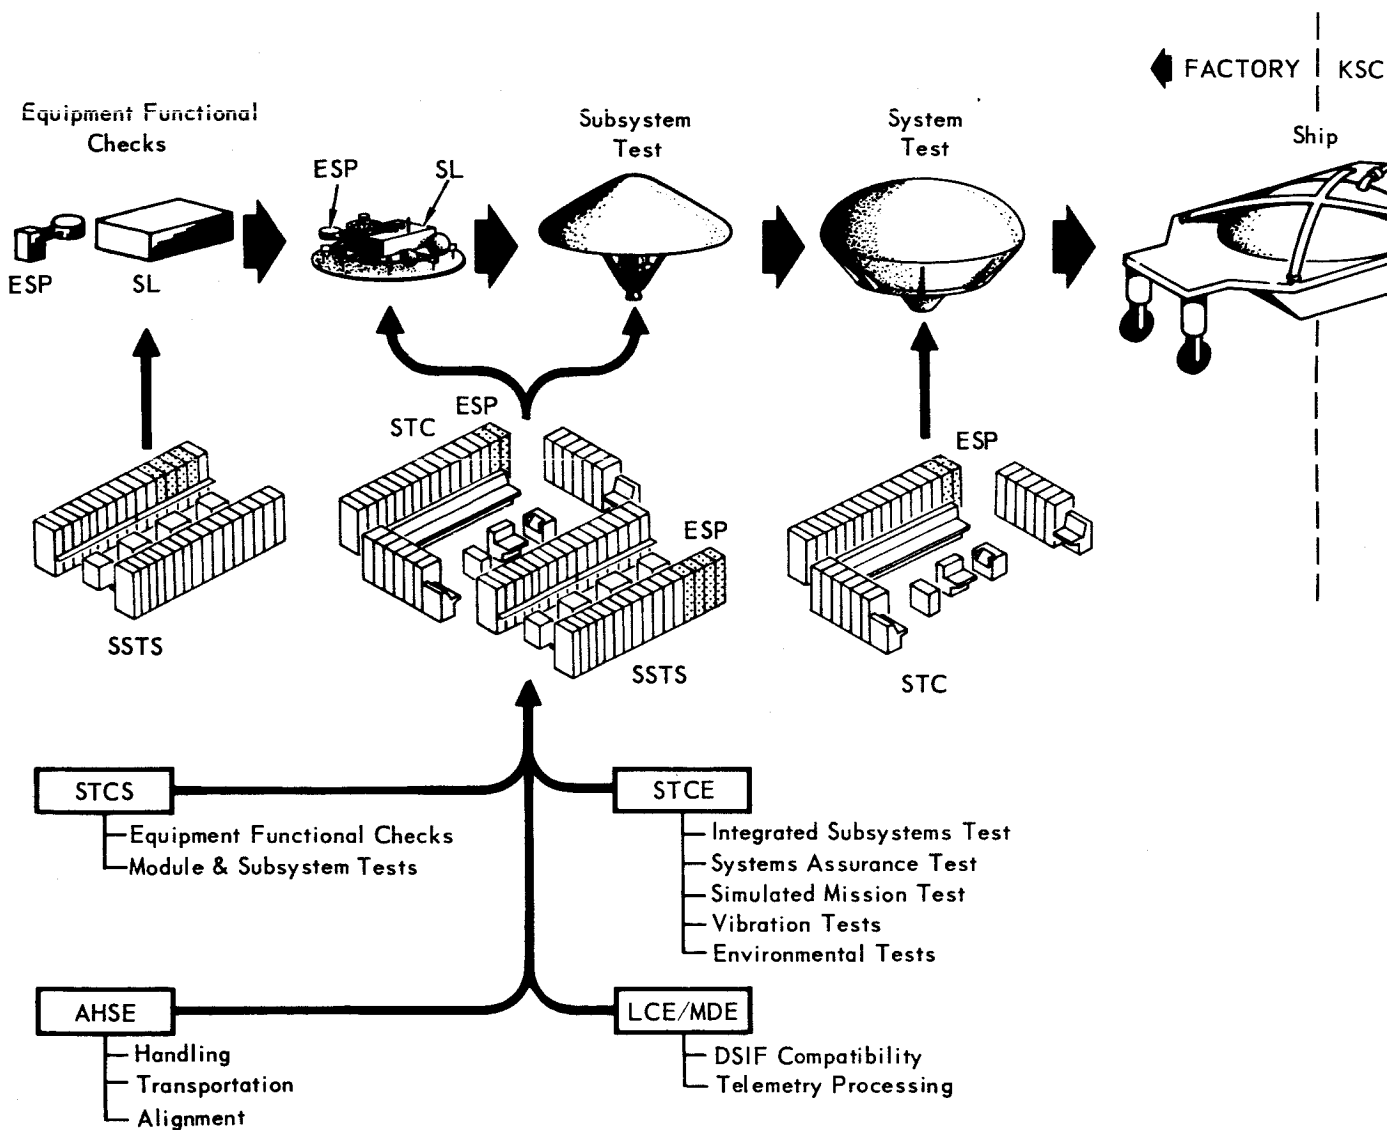 FACTORY KSC
Equipment Functional
Checks
Subsystem
Test
System
Test
Ship
ESP
SL
ESP
SL
STC
ESP
ESP
ESP
SSTS
SSTS
STC
STCS
Equipment Functional Checks
Module & Subsystem Tests
STCE
Integrated Subsystems Test
Systems Assurance Test
Simulated Mission Test
Vibration Tests
Environmental Tests
AHSE
Handling
Transportation
Alignment
LCE/MDE
DSIF Compatibility
Telemetry Processing